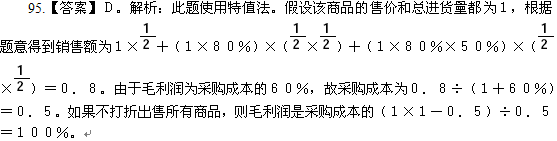 95.【答案】D。解析：此题使用特值法。假设该商品的售价和总进货量都为1，根据
题意得到销售额为1×1/2＋（1×80%）×（1/2×1/2）＋（1×80%×50%）×（1/2
×1/2）＝0．8。由于毛利润为采购成本的60%，故采购成本为0．8÷（1＋60%）
＝0．5。如果不打折出售所有商品，则毛利润是采购成本的（1×1－0．5）÷0．5
＝100%。